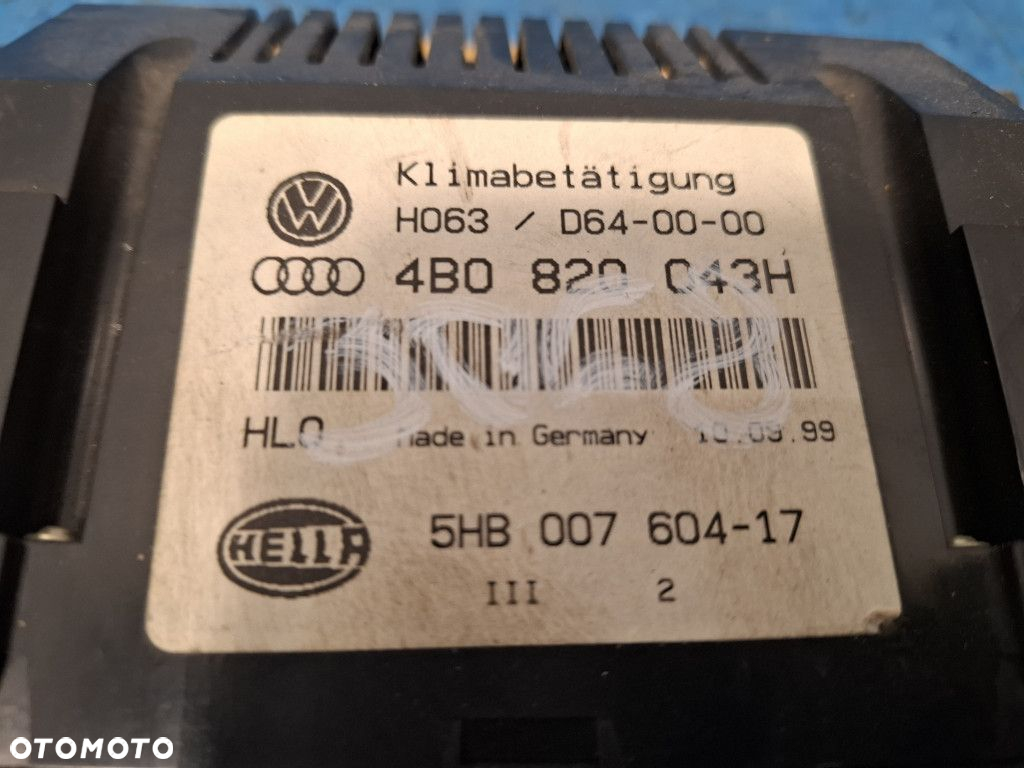 Klimabetätigung
H063 / D64-00-00
4B0 820 043H
HLO Made in Germany 10.09.99
HELLA
5HB 007 604-17
III 2
OTOMOTO